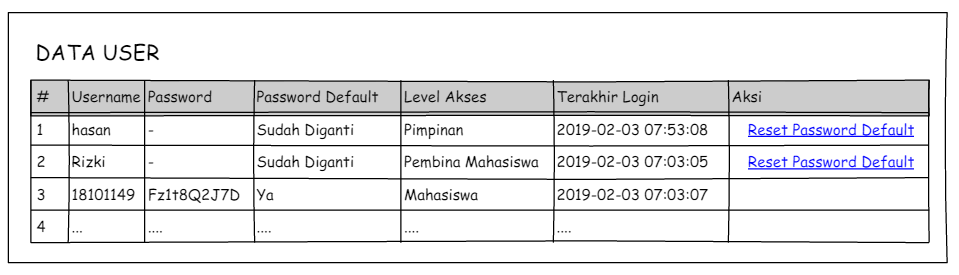 DATA USER
# Username Password Password Default Level Akses Terakhir Login Aksi
1 hasan - Sudah Diganti Pimpinan 2019-02-03 07:53:08 Reset Password Default
2 Rizki - Sudah Diganti Pembina Mahasiswa 2019-02-03 07:03:05 Reset Password Default
3 18101149 Fz1t8Q2J7D Ya Mahasiswa 2019-02-03 07:03:07
4 ... .... .... .... ....